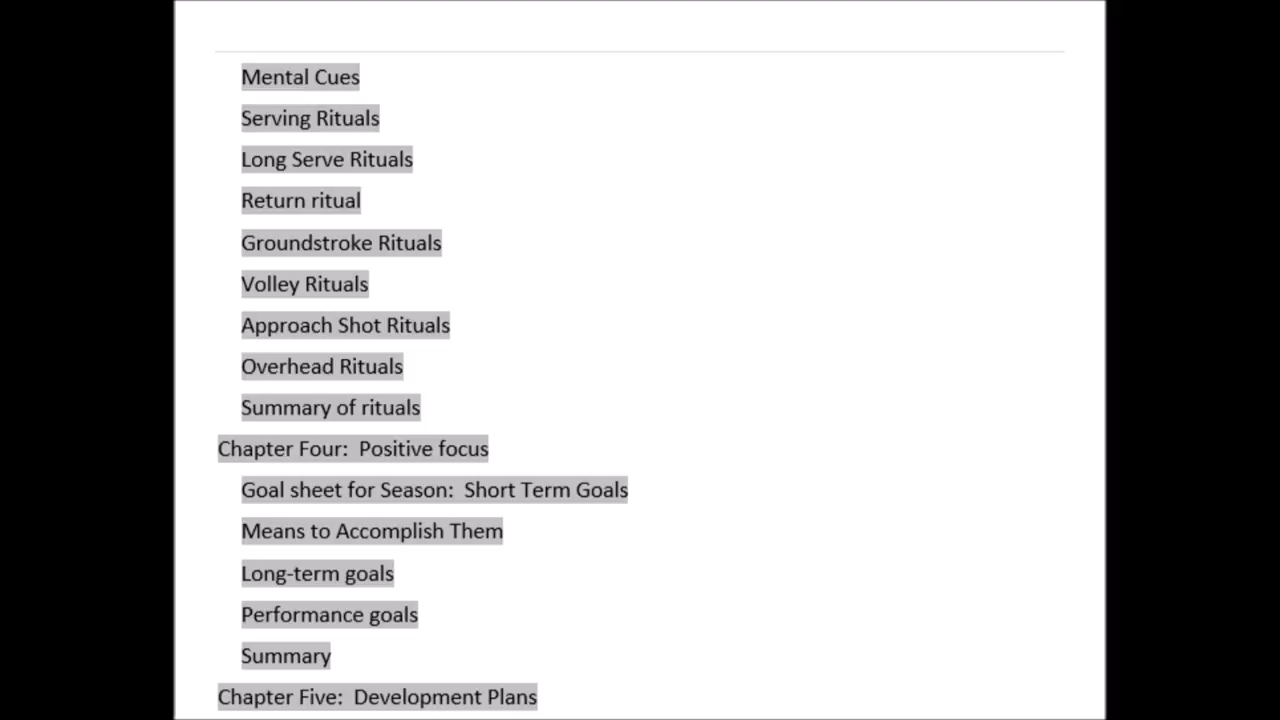 Mental Cues
Serving Rituals
Long Serve Rituals
Return ritual
Groundstroke Rituals
Volley Rituals
Approach Shot Rituals
Overhead Rituals
Summary of rituals
Chapter Four:  Positive focus
Goal sheet for Season:  Short Term Goals
Means to Accomplish Them
Long-term goals
Performance goals
Summary
Chapter Five:  Development Plans